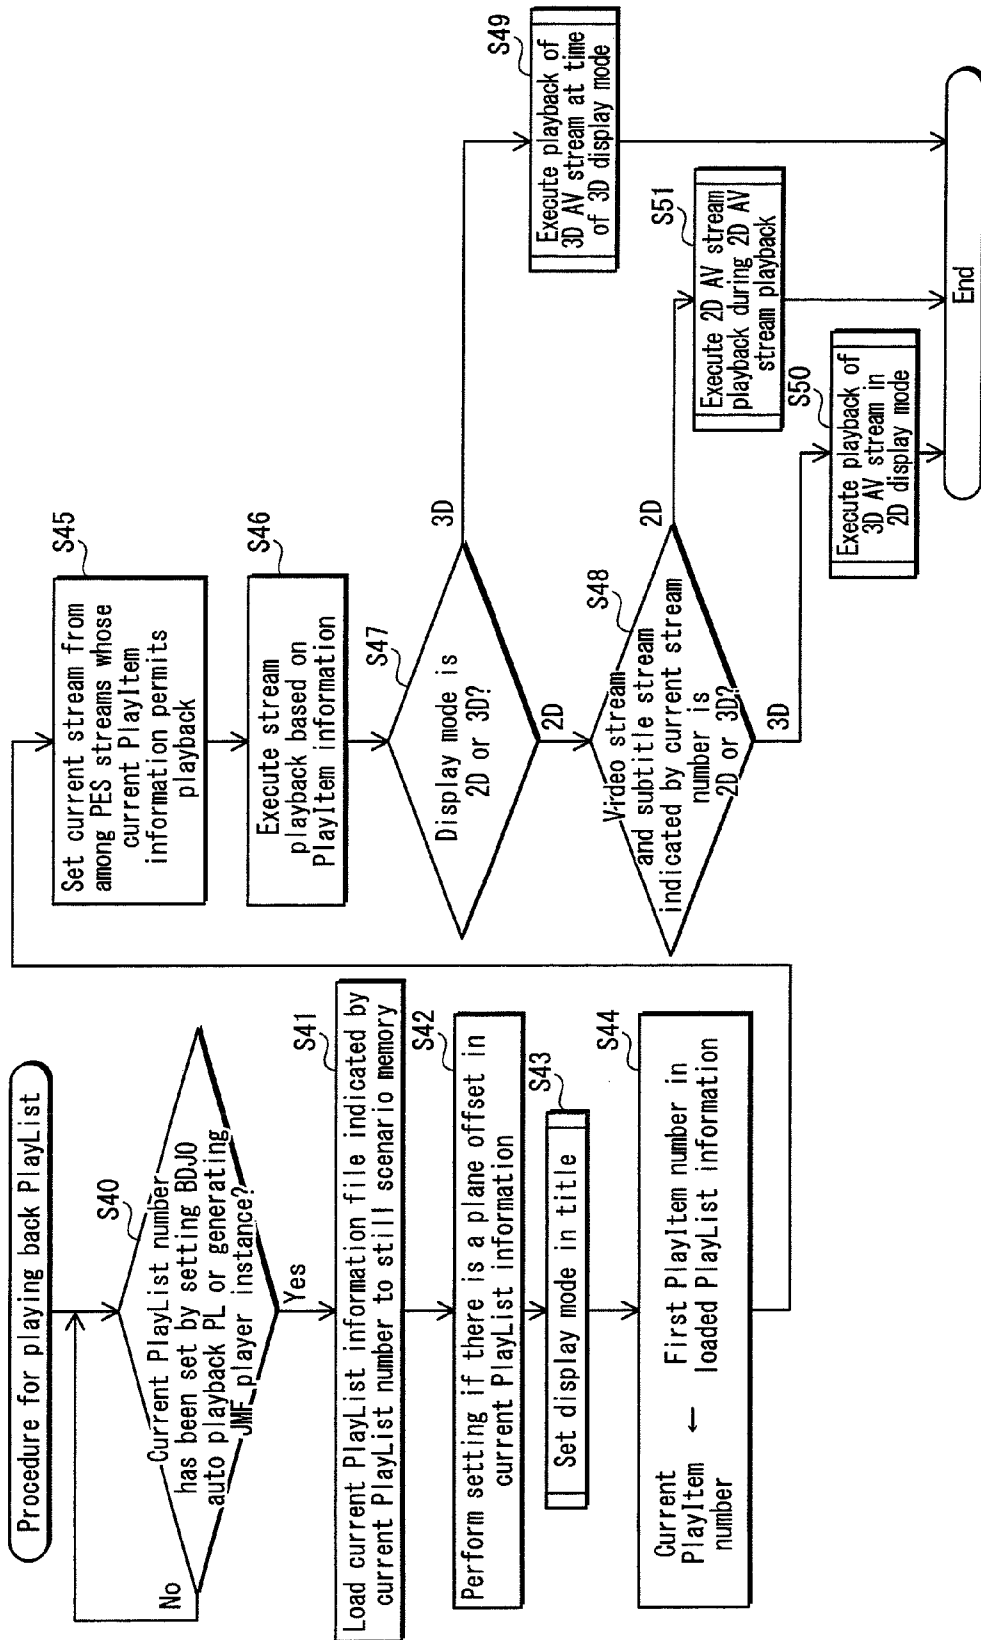 Procedure for playing back PlayList
S40
Current PlayList number
has been set by setting BDJO
auto playback PL or generating
JMF player instance?
No
Yes
S41
Load current PlayList information file indicated by
current PlayList number to still scenario memory
S42
Perform setting if there is a plane offset in
current PlayList information
S43
Set display mode in title
S44
Current
PlayItem
number
←
First PlayItem number in
loaded PlayList information
S45
Set current stream from
among PES streams whose
current PlayItem
information permits
playback
S46
Execute stream
playback based on
PlayItem information
S47
Display mode is
2D or 3D?
3D
2D
S48
Video stream
and subtitle stream
indicated by current stream
number is
2D or 3D?
2D
3D
S49
Execute playback of
3D AV stream at time
of 3D display mode
S51
Execute 2D AV stream
playback during 2D AV
stream playback
S50
Execute playback of
3D AV stream in
2D display mode
End